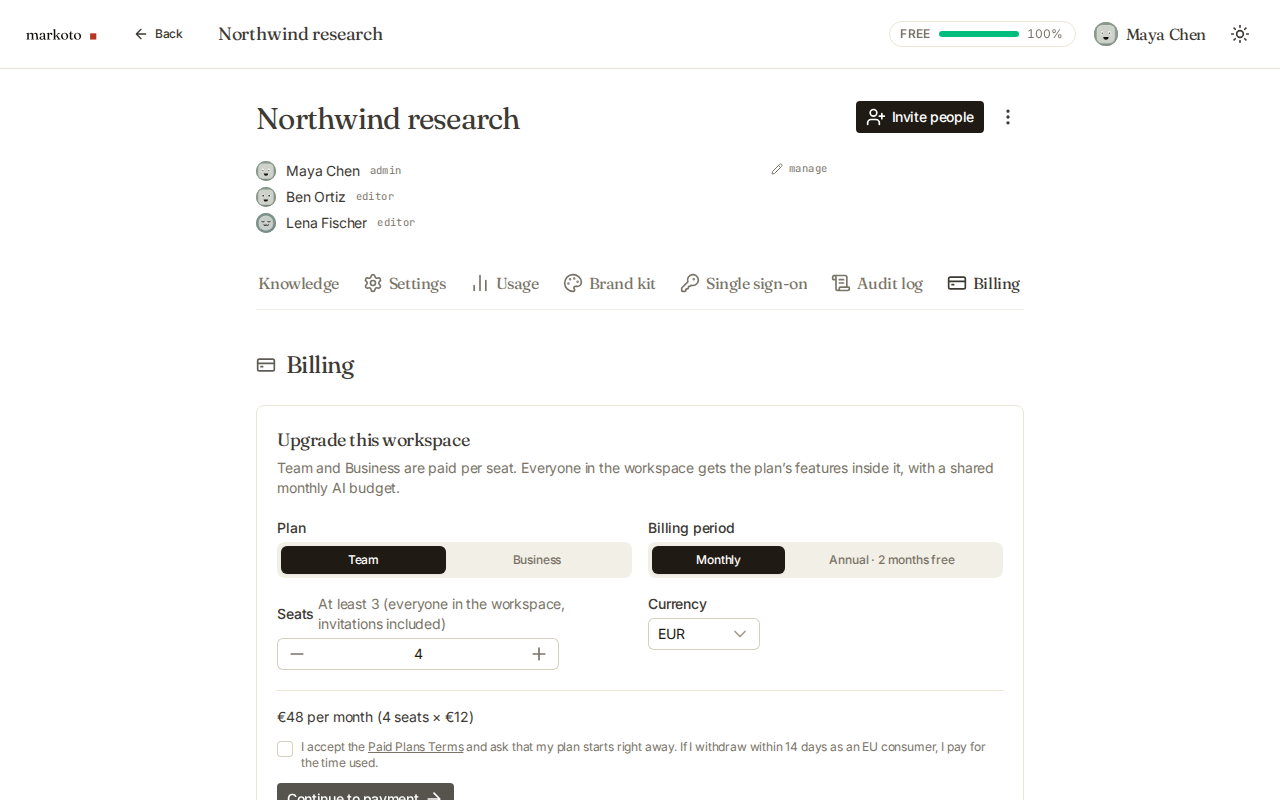 markoto
Back
Northwind research
FREE 100%
Maya Chen
Northwind research
Invite people
Maya Chen admin
manage
Ben Ortiz editor
Lena Fischer editor
Knowledge Settings Usage Brand kit Single sign-on Audit log Billing
Billing
Upgrade this workspace
Team and Business are paid per seat. Everyone in the workspace gets the plan’s features inside it, with a shared
monthly AI budget.
Plan
Team Business
Billing period
Monthly Annual · 2 months free
Seats At least 3 (everyone in the workspace,
invitations included)
4
Currency
EUR
€48 per month (4 seats × €12)
I accept the Paid Plans Terms and ask that my plan starts right away. If I withdraw within 14 days as an EU consumer, I pay for
the time used.
Continue to payment